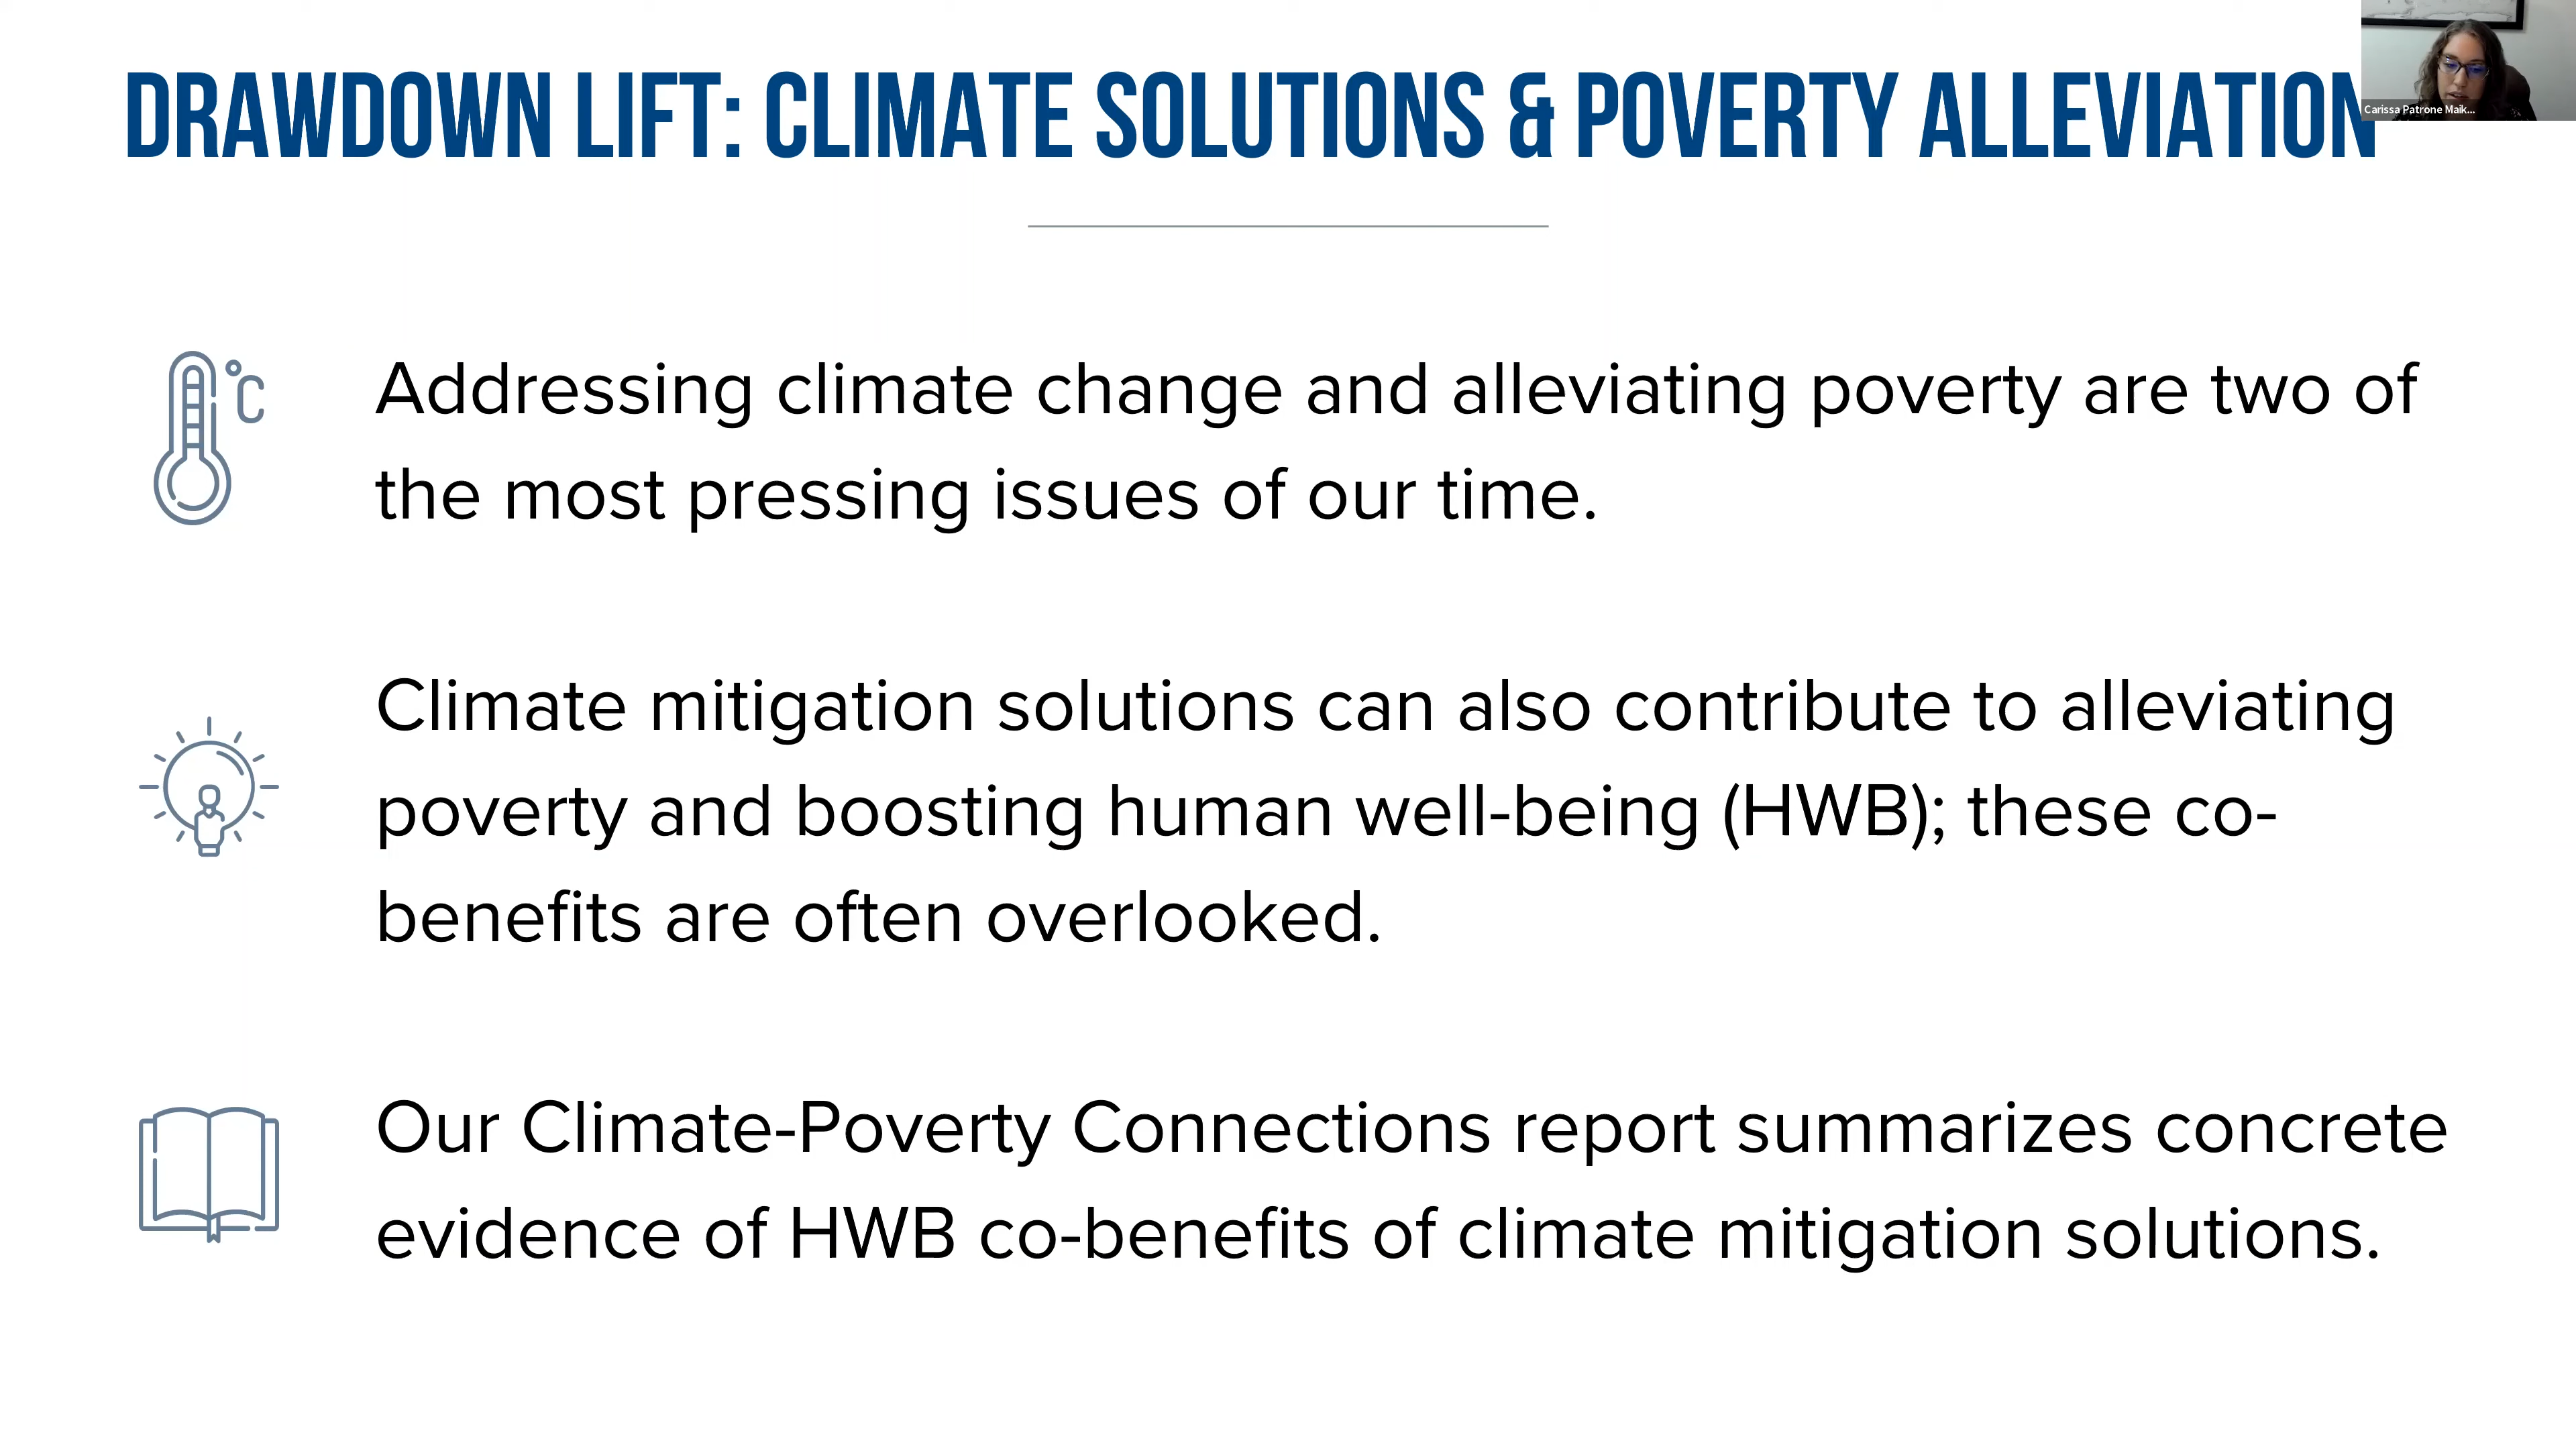 DRAWDOWN LIFT: CLIMATE SOLUTIONS & POVERTY ALLEVIATION
Carissa Patrone Maik...
°C
Addressing climate change and alleviating poverty are two of
the most pressing issues of our time.
Climate mitigation solutions can also contribute to alleviating
poverty and boosting human well-being (HWB); these co-
benefits are often overlooked.
Our Climate-Poverty Connections report summarizes concrete
evidence of HWB co-benefits of climate mitigation solutions.